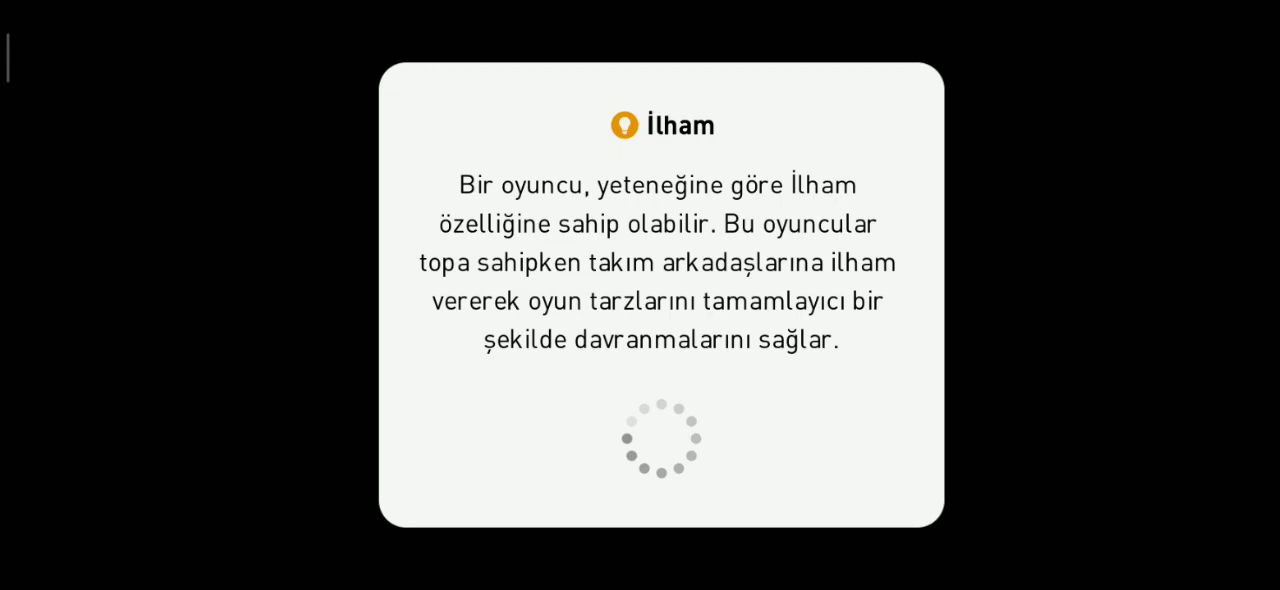 İlham
Bir oyuncu, yeteneğine göre İlham
özelliğine sahip olabilir. Bu oyuncular
topa sahipken takım arkadaşlarına ilham
vererek oyun tarzlarını tamamlayıcı bir
şekilde davranmalarını sağlar.